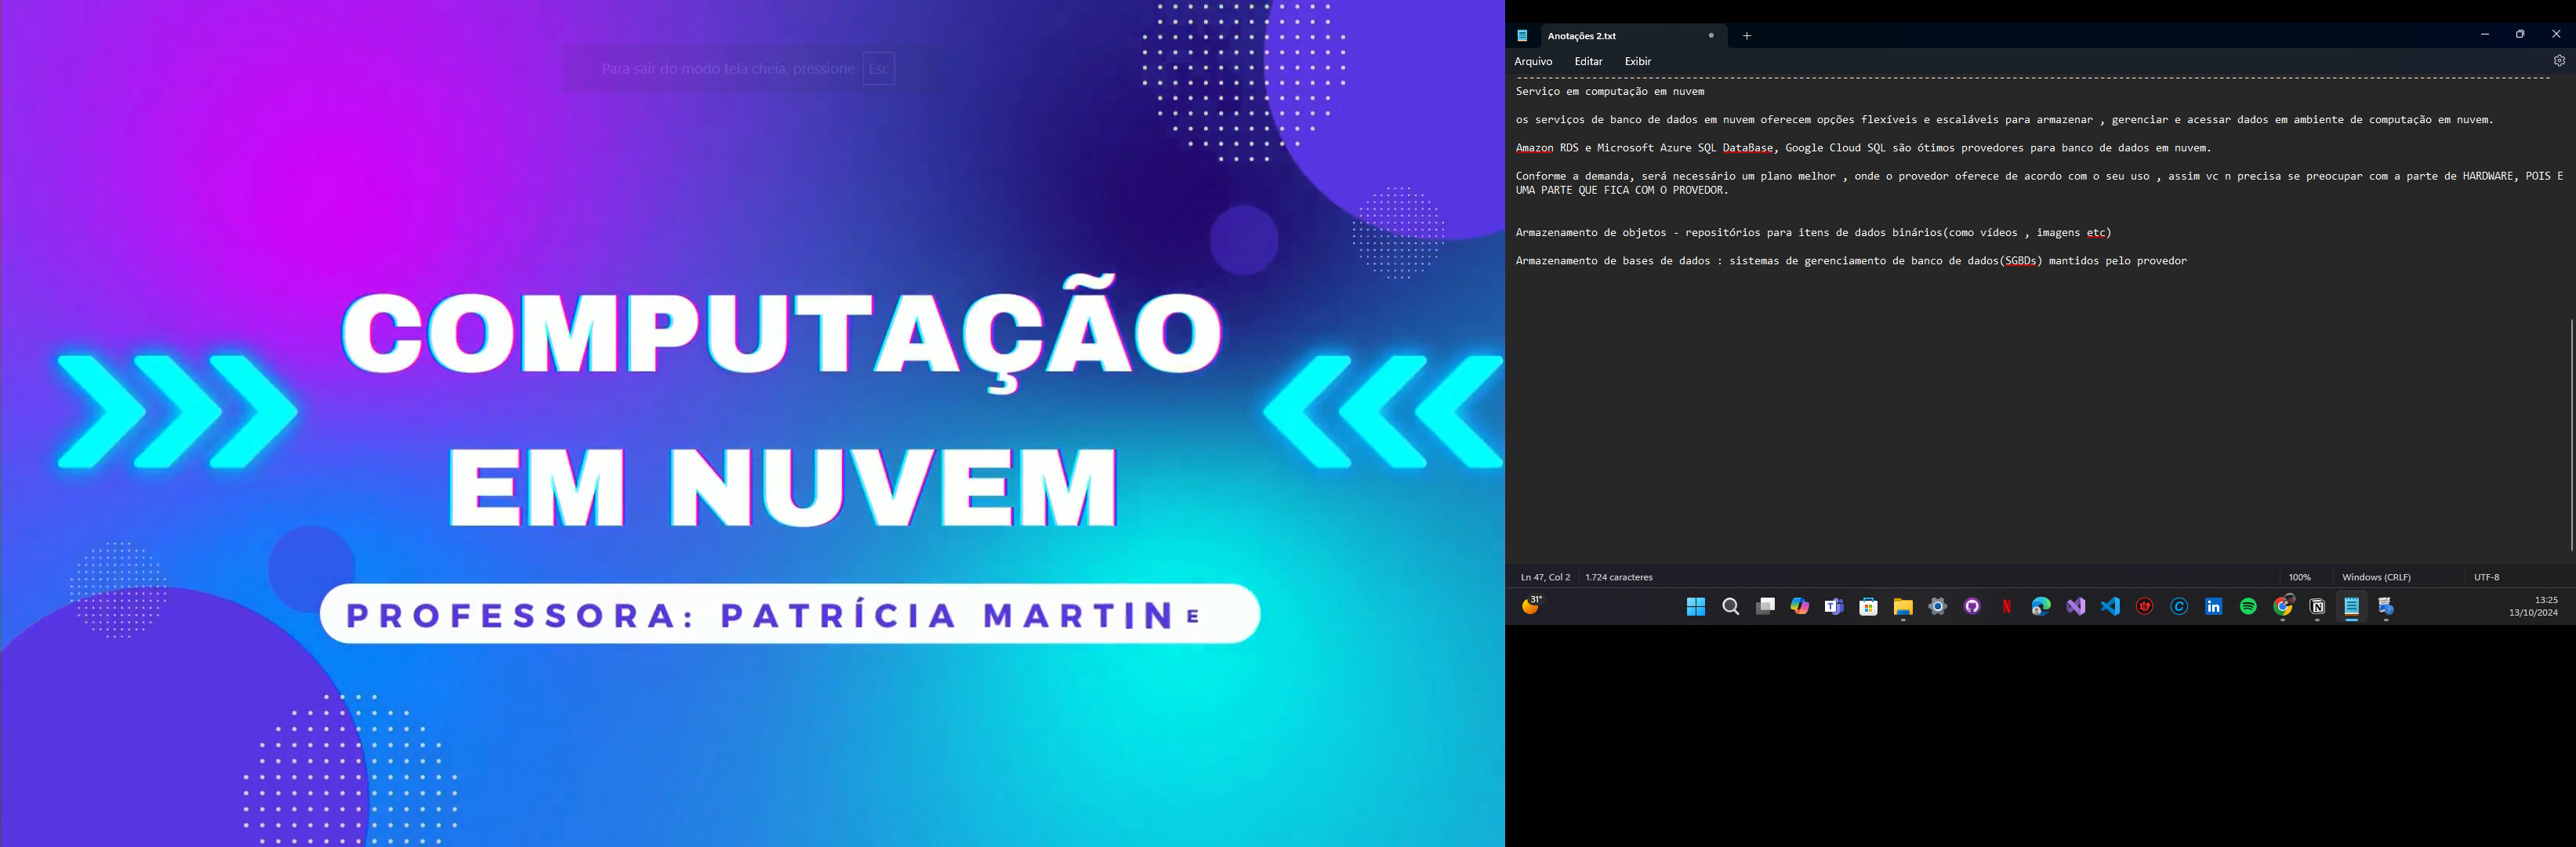 Para sair do modo tela cheia, pressione Esc
COMPUTAÇÃO
EM NUVEM
PROFESSORA: PATRÍCIA MARTINE
Anotações 2.txt
Arquivo Editar Exibir
Serviço em computação em nuvem
os serviços de banco de dados em nuvem oferecem opções flexíveis e escaláveis para armazenar , gerenciar e acessar dados em ambiente de computação em nuvem.
Amazon RDS e Microsoft Azure SQL DataBase, Google Cloud SQL são ótimos provedores para banco de dados em nuvem.
Conforme a demanda, será necessário um plano melhor , onde o provedor oferece de acordo com o seu uso , assim vc n precisa se preocupar com a parte de HARDWARE, POIS E
UMA PARTE QUE FICA COM O PROVEDOR.
Armazenamento de objetos - repositórios para itens de dados binários(como vídeos , imagens etc)
Armazenamento de bases de dados : sistemas de gerenciamento de banco de dados(SGBDs) mantidos pelo provedor
Ln 47, Col 2 1.724 caracteres 100% Windows (CRLF) UTF-8
31°
13:25
13/10/2024